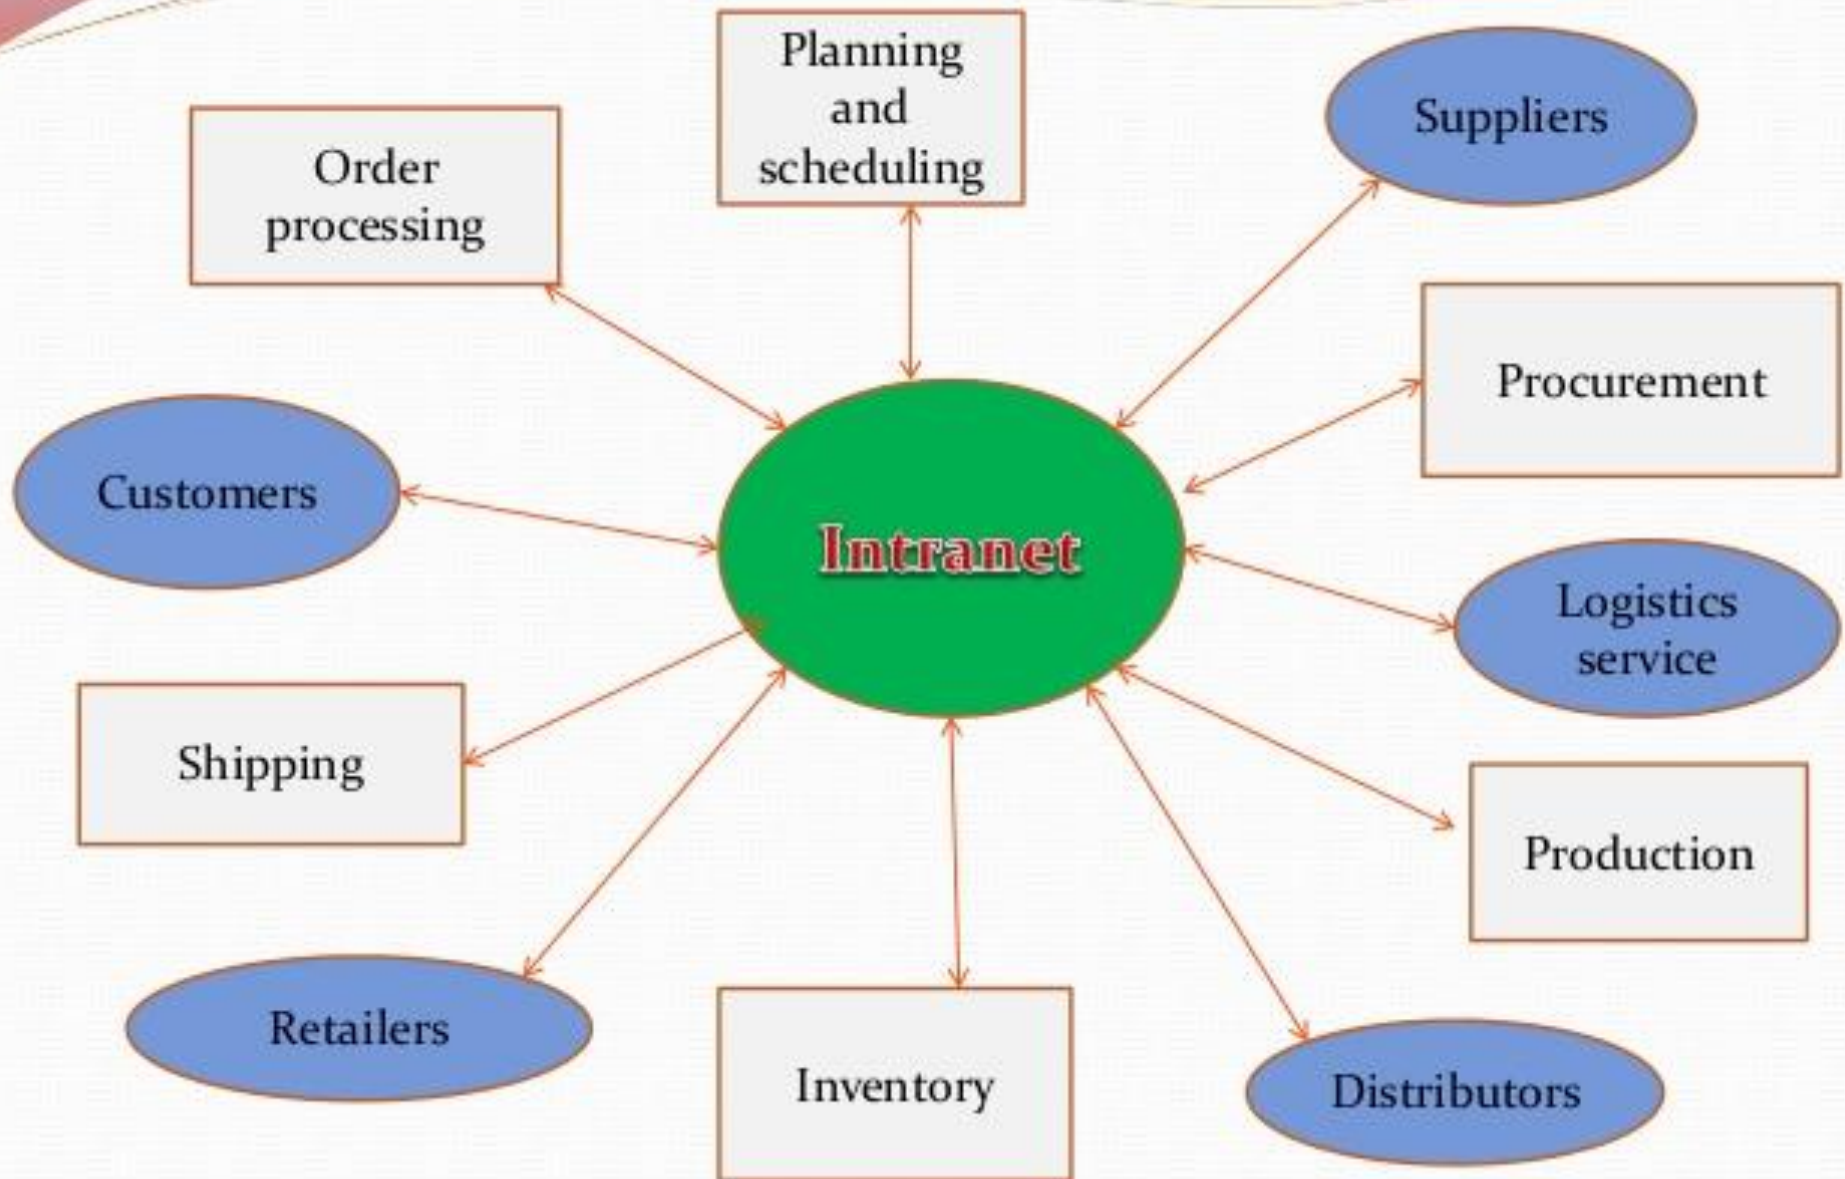 Planning
and
scheduling
Suppliers
Order
processing
Procurement
Customers
Intranet
Logistics
service
Shipping
Production
Retailers
Inventory
Distributors